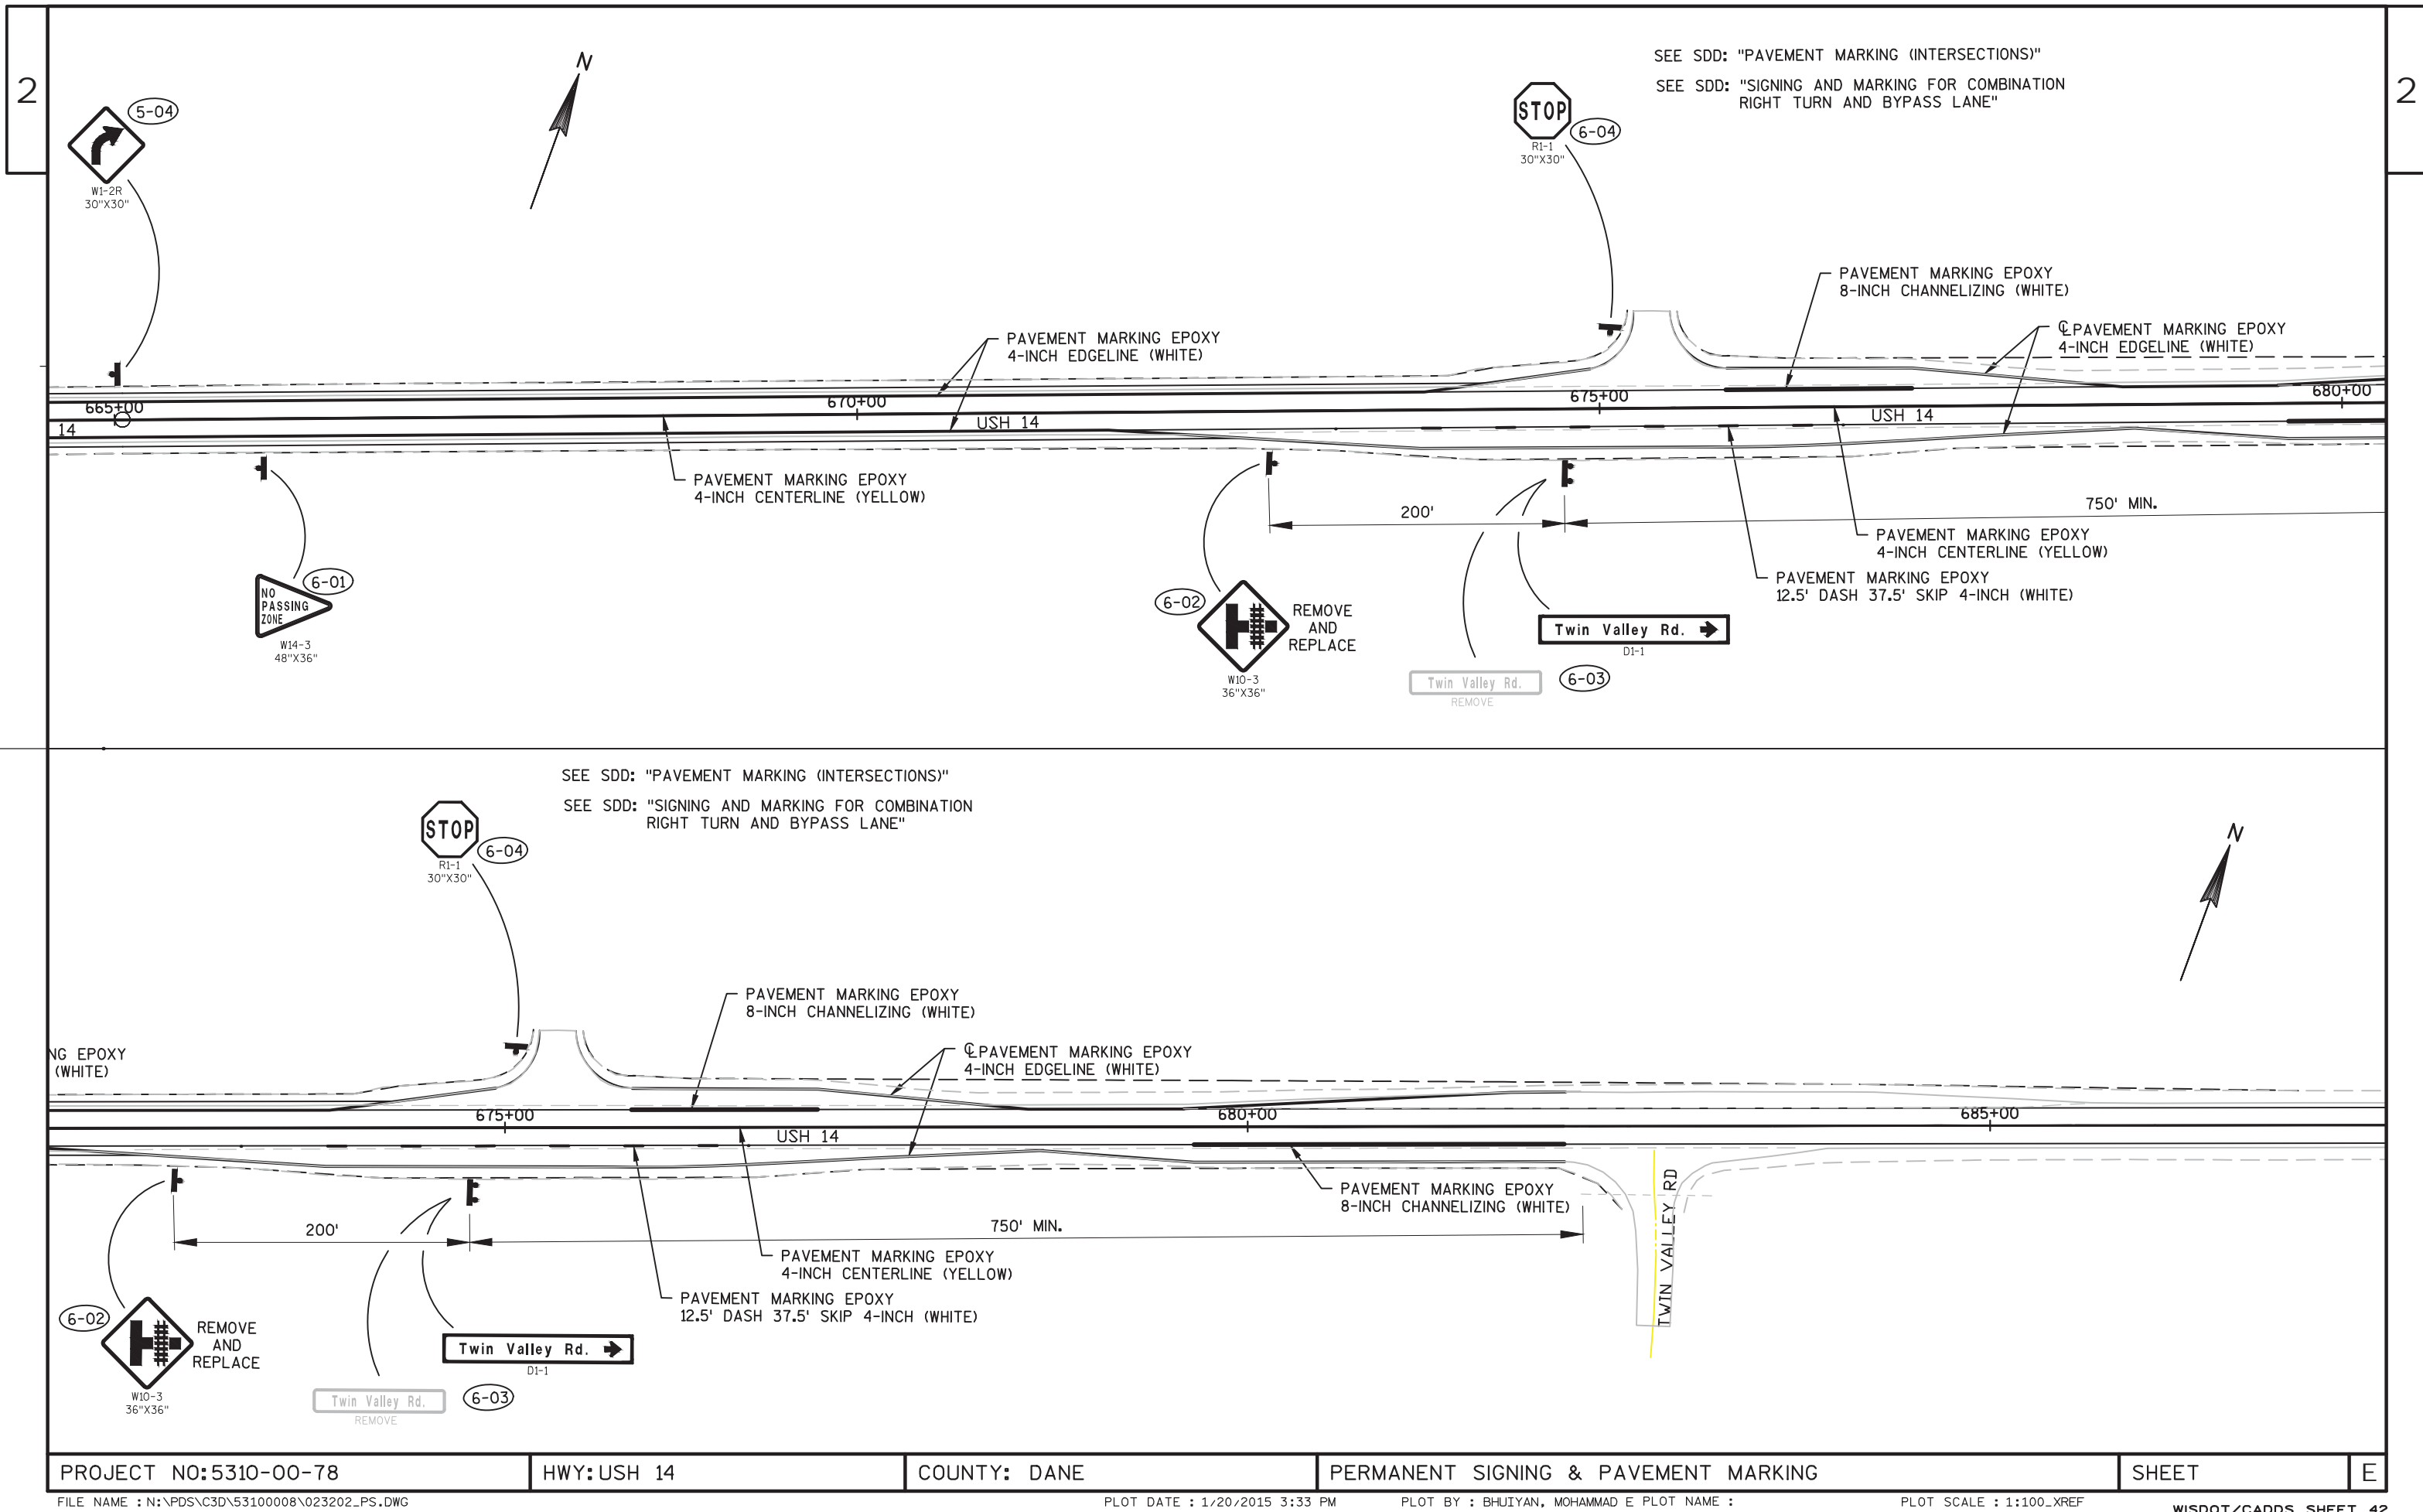 2
2
SEE SDD: "PAVEMENT MARKING (INTERSECTIONS)"
SEE SDD: "SIGNING AND MARKING FOR COMBINATION
RIGHT TURN AND BYPASS LANE"
N
5-04
W1-2R
30"X30"
STOP
6-04
R1-1
30"X30"
PAVEMENT MARKING EPOXY
8-INCH CHANNELIZING (WHITE)
PAVEMENT MARKING EPOXY
4-INCH EDGELINE (WHITE)
℄ PAVEMENT MARKING EPOXY
4-INCH EDGELINE (WHITE)
665+00
670+00
675+00
680+00
14
USH 14
USH 14
PAVEMENT MARKING EPOXY
4-INCH CENTERLINE (YELLOW)
200'
750' MIN.
PAVEMENT MARKING EPOXY
4-INCH CENTERLINE (YELLOW)
PAVEMENT MARKING EPOXY
12.5' DASH 37.5' SKIP 4-INCH (WHITE)
6-01
NO
PASSING
ZONE
W14-3
48"X36"
6-02
REMOVE
AND
REPLACE
W10-3
36"X36"
Twin Valley Rd.
D1-1
Twin Valley Rd.
REMOVE
6-03
SEE SDD: "PAVEMENT MARKING (INTERSECTIONS)"
SEE SDD: "SIGNING AND MARKING FOR COMBINATION
RIGHT TURN AND BYPASS LANE"
STOP
6-04
R1-1
30"X30"
N
PAVEMENT MARKING EPOXY
8-INCH CHANNELIZING (WHITE)
NG EPOXY
(WHITE)
℄ PAVEMENT MARKING EPOXY
4-INCH EDGELINE (WHITE)
675+00
680+00
685+00
USH 14
PAVEMENT MARKING EPOXY
8-INCH CHANNELIZING (WHITE)
TWIN VALLEY RD
200'
750' MIN.
PAVEMENT MARKING EPOXY
4-INCH CENTERLINE (YELLOW)
PAVEMENT MARKING EPOXY
12.5' DASH 37.5' SKIP 4-INCH (WHITE)
6-02
REMOVE
AND
REPLACE
W10-3
36"X36"
Twin Valley Rd.
D1-1
Twin Valley Rd.
REMOVE
6-03
PROJECT NO:5310-00-78
HWY: USH 14
COUNTY: DANE
PERMANENT SIGNING & PAVEMENT MARKING
SHEET
E
FILE NAME : N:\PDS\C3D\53100008\023202_PS.DWG
PLOT DATE : 1/20/2015 3:33 PM
PLOT BY : BHUIYAN, MOHAMMAD E
PLOT NAME :
PLOT SCALE : 1:100_XREF
WISDOT/CADDS SHEET 42